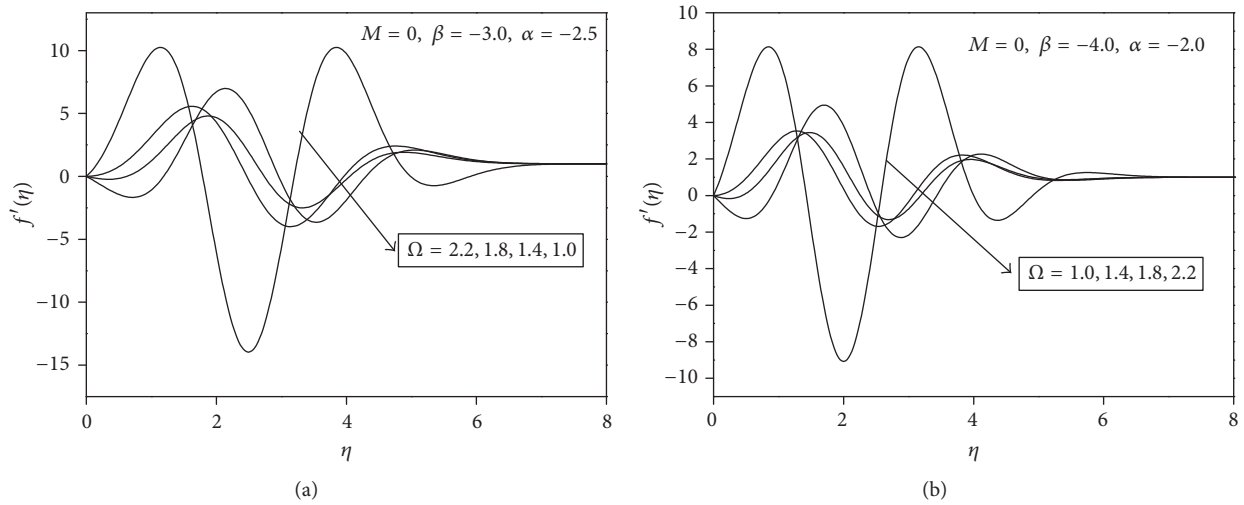 M = 0, β = −3.0, α = −2.5
10
5
0
−5
−10
−15
f′(η)
Ω = 2.2, 1.8, 1.4, 1.0
0 2 4 6 8
η
(a)
M = 0, β = −4.0, α = −2.0
10
8
6
4
2
0
−2
−4
−6
−8
−10
f′(η)
Ω = 1.0, 1.4, 1.8, 2.2
0 2 4 6 8
η
(b)